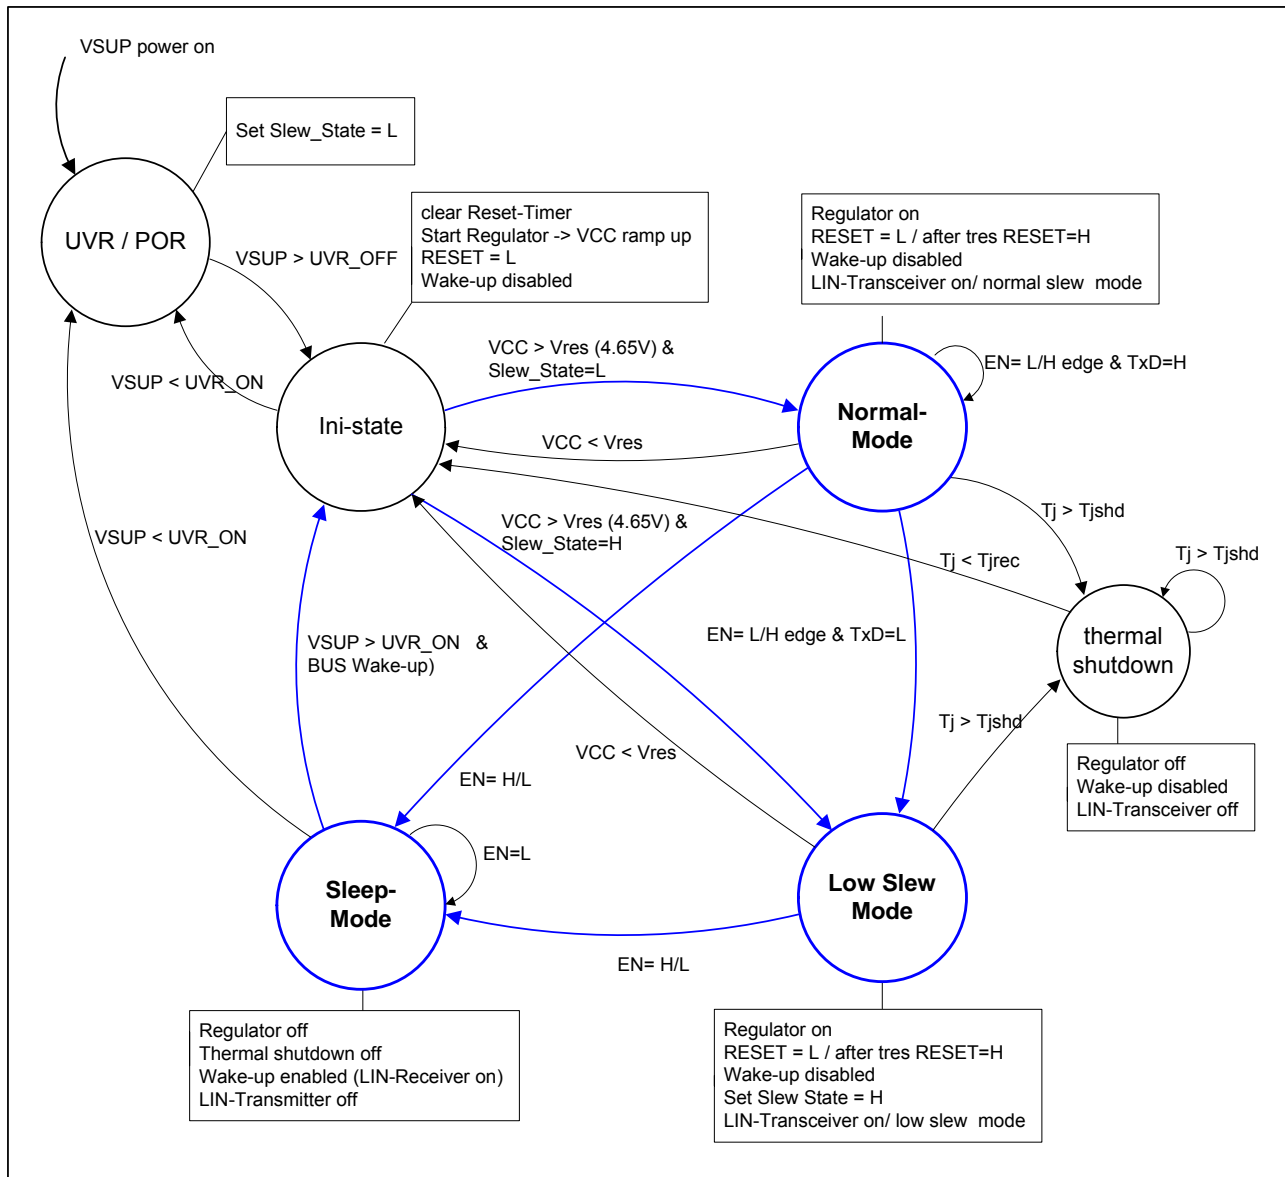 VSUP power on
Set Slew_State = L
UVR / POR
VSUP > UVR_OFF
clear Reset-Timer
Start Regulator -> VCC ramp up
RESET = L
Wake-up disabled
Regulator on
RESET = L / after tres RESET=H
Wake-up disabled
LIN-Transceiver on/ normal slew mode
VCC > Vres (4.65V) &
Slew_State=L
EN= L/H edge & TxD=H
VSUP < UVR_ON
Ini-state
Normal-
Mode
VCC < Vres
VCC > Vres (4.65V) &
Slew_State=H
Tj > Tjshd
VSUP < UVR_ON
Tj < Tjrec
Tj > Tjshd
VSUP > UVR_ON &
BUS Wake-up)
EN= L/H edge & TxD=L
thermal
shutdown
Tj > Tjshd
VCC < Vres
EN= H/L
Regulator off
Wake-up disabled
LIN-Transceiver off
EN=L
Sleep-
Mode
Low Slew
Mode
EN= H/L
Regulator off
Thermal shutdown off
Wake-up enabled (LIN-Receiver on)
LIN-Transmitter off
Regulator on
RESET = L / after tres RESET=H
Wake-up disabled
Set Slew State = H
LIN-Transceiver on/ low slew mode